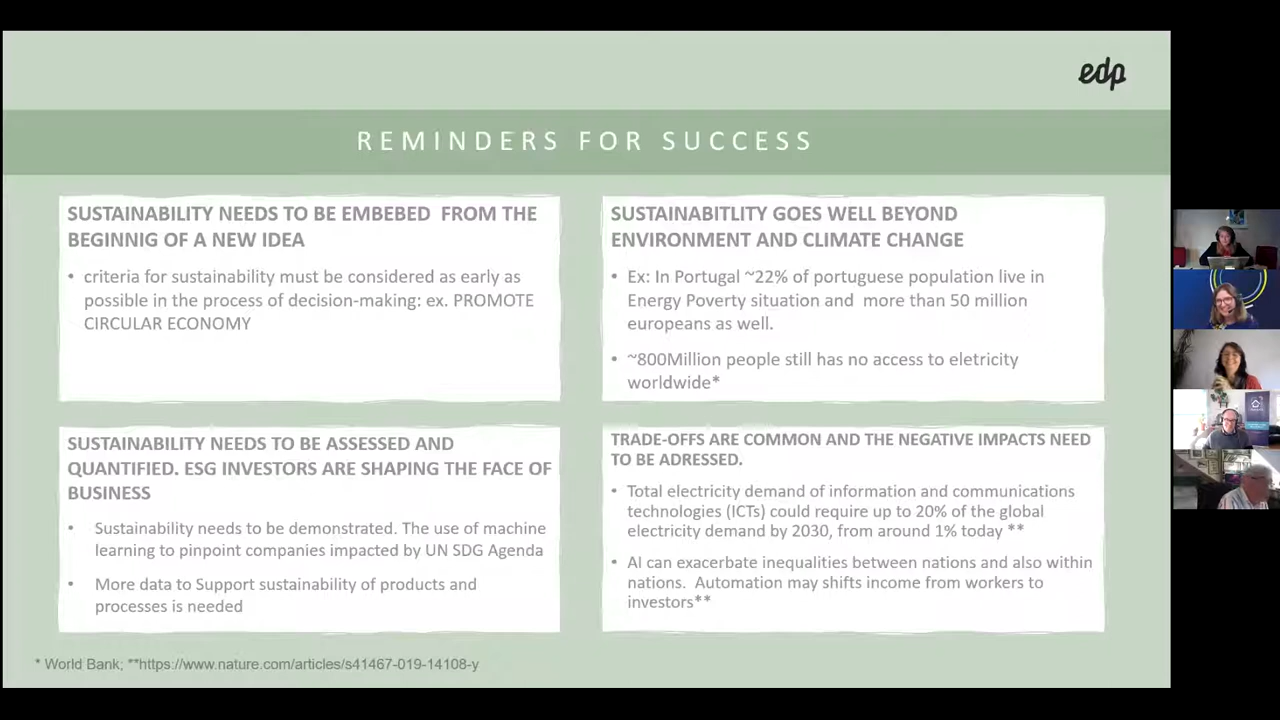 edp
REMINDERS FOR SUCCESS
SUSTAINABILITY NEEDS TO BE EMBEBED FROM THE
BEGINNIG OF A NEW IDEA
• criteria for sustainability must be considered as early as
possible in the process of decision-making: ex. PROMOTE
CIRCULAR ECONOMY
SUSTAINABITLITY GOES WELL BEYOND
ENVIRONMENT AND CLIMATE CHANGE
• Ex: In Portugal ~22% of portuguese population live in
Energy Poverty situation and more than 50 million
europeans as well.
• ~800Million people still has no access to eletricity
worldwide*
SUSTAINABILITY NEEDS TO BE ASSESSED AND
QUANTIFIED. ESG INVESTORS ARE SHAPING THE FACE OF
BUSINESS
• Sustainability needs to be demonstrated. The use of machine
learning to pinpoint companies impacted by UN SDG Agenda
• More data to Support sustainability of products and
processes is needed
TRADE-OFFS ARE COMMON AND THE NEGATIVE IMPACTS NEED
TO BE ADRESSED.
• Total electricity demand of information and communications
technologies (ICTs) could require up to 20% of the global
electricity demand by 2030, from around 1% today **
• AI can exacerbate inequalities between nations and also within
nations. Automation may shifts income from workers to
investors**
* World Bank; **https://www.nature.com/articles/s41467-019-14108-y